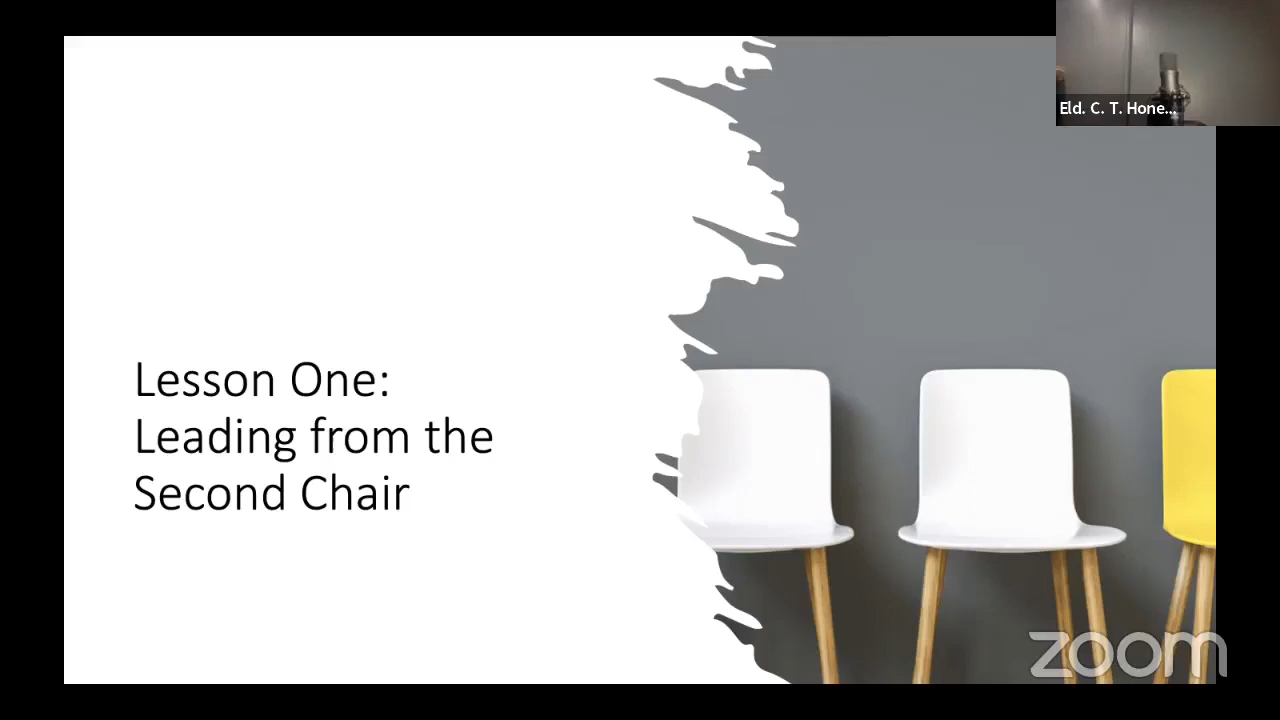 Eld. C. T. Hone...
Lesson One:
Leading from the
Second Chair
zoom